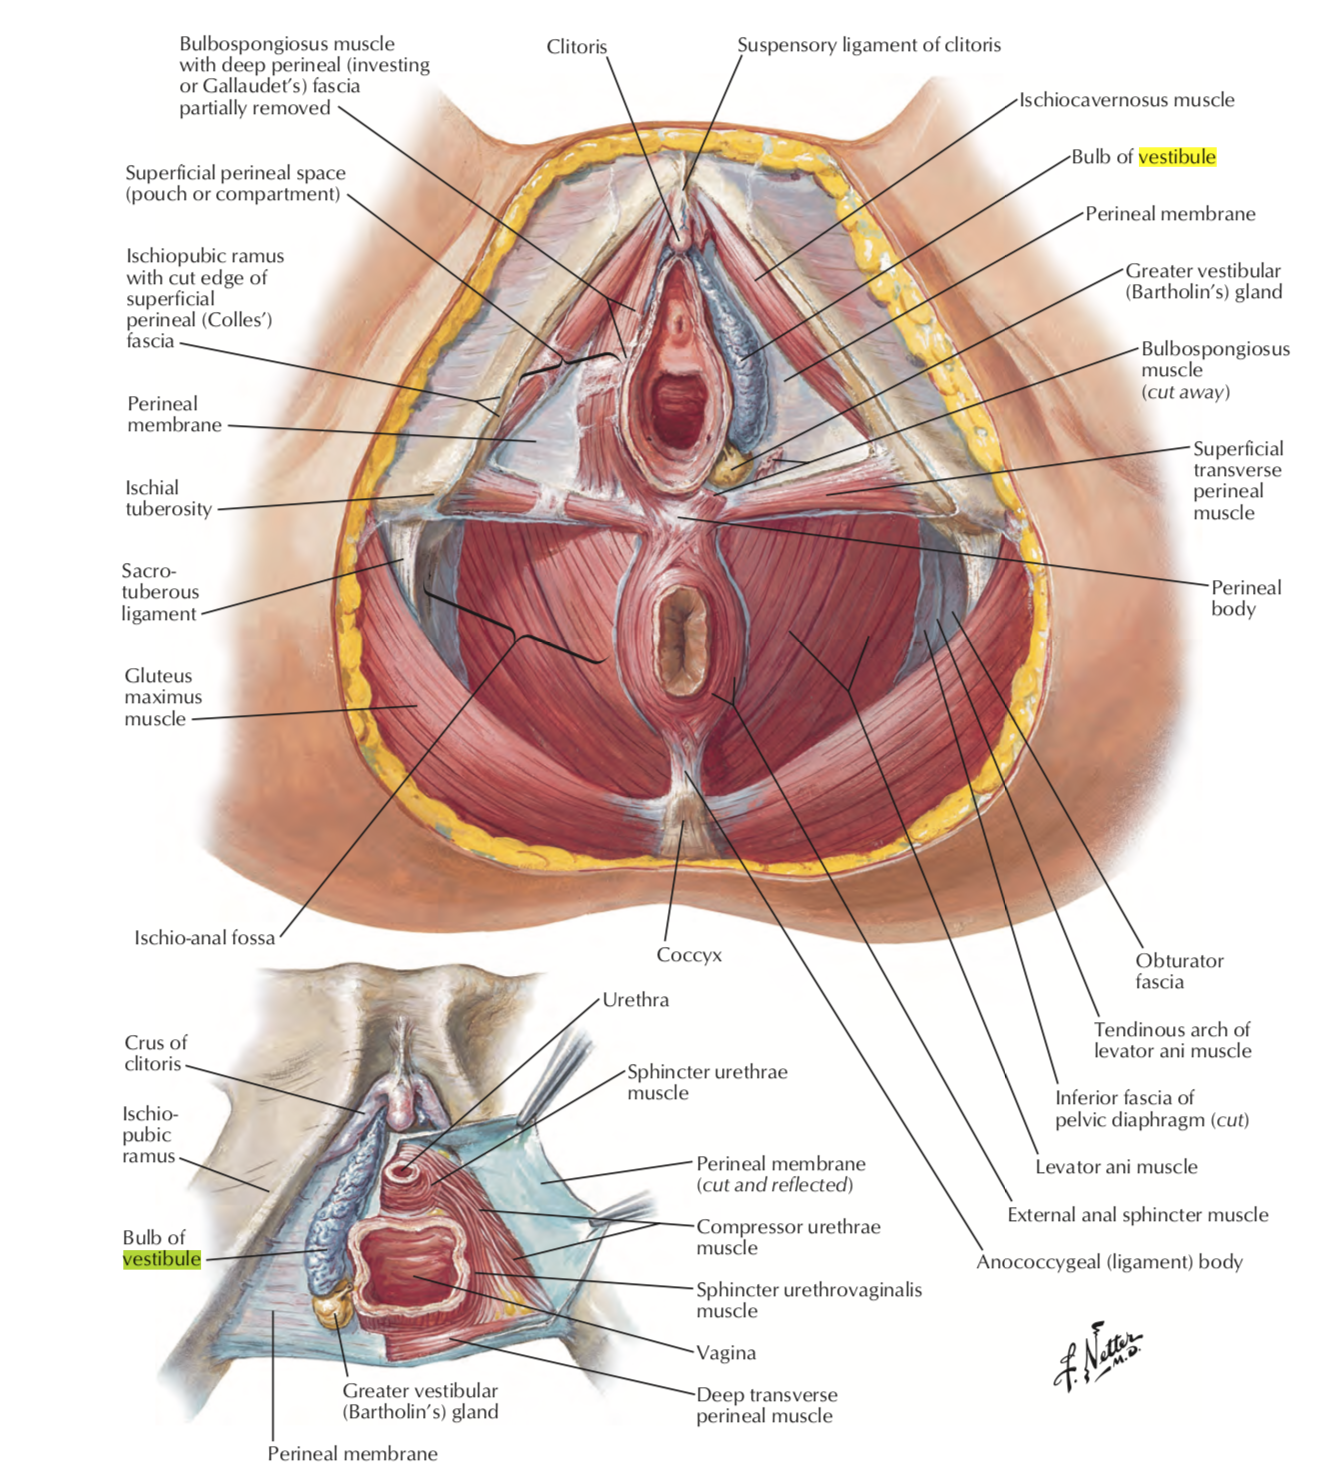 Bulbospongiosus muscle
with deep perineal (investing
or Gallaudet's) fascia
partially removed
Clitoris
Suspensory ligament of clitoris
Ischiocavernosus muscle
Bulb of vestibule
Superficial perineal space
(pouch or compartment)
Perineal membrane
Ischiopubic ramus
with cut edge of
superficial
perineal (Colles')
fascia
Greater vestibular
(Bartholin's) gland
Bulbospongiosus
muscle
(cut away)
Perineal
membrane
Superficial
transverse
perineal
muscle
Ischial
tuberosity
Sacro-
tuberous
ligament
Perineal
body
Gluteus
maximus
muscle
Ischio-anal fossa
Coccyx
Obturator
fascia
Tendinous arch of
levator ani muscle
Inferior fascia of
pelvic diaphragm (cut)
Levator ani muscle
External anal sphincter muscle
Anococcygeal (ligament) body
Urethra
Crus of
clitoris
Sphincter urethrae
muscle
Ischio-
pubic
ramus
Perineal membrane
(cut and reflected)
Compressor urethrae
muscle
Bulb of
vestibule
Sphincter urethrovaginalis
muscle
Vagina
Greater vestibular
(Bartholin's) gland
Deep transverse
perineal muscle
Perineal membrane
F. Netter
M.D.